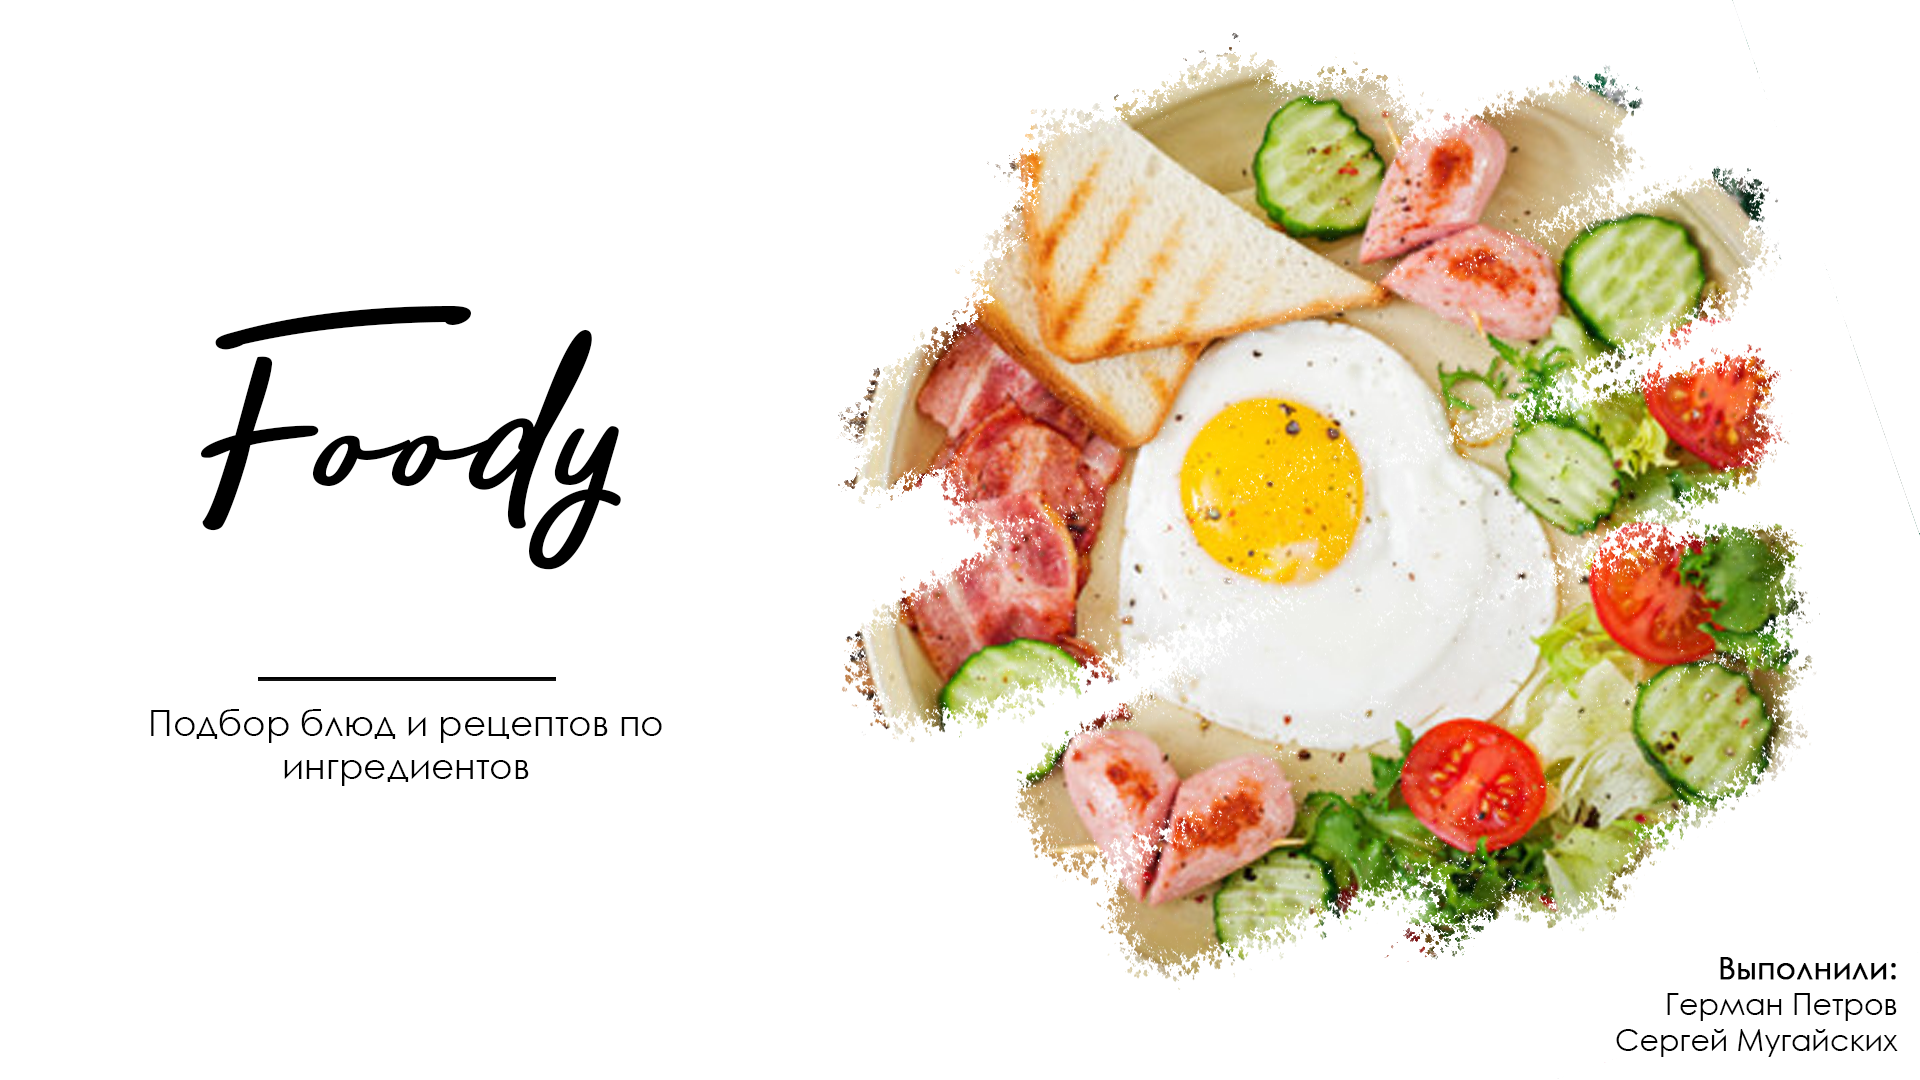 Foody
Подбор блюд и рецептов по
ингредиентов
Выполнили:
Герман Петров
Сергей Мугайских